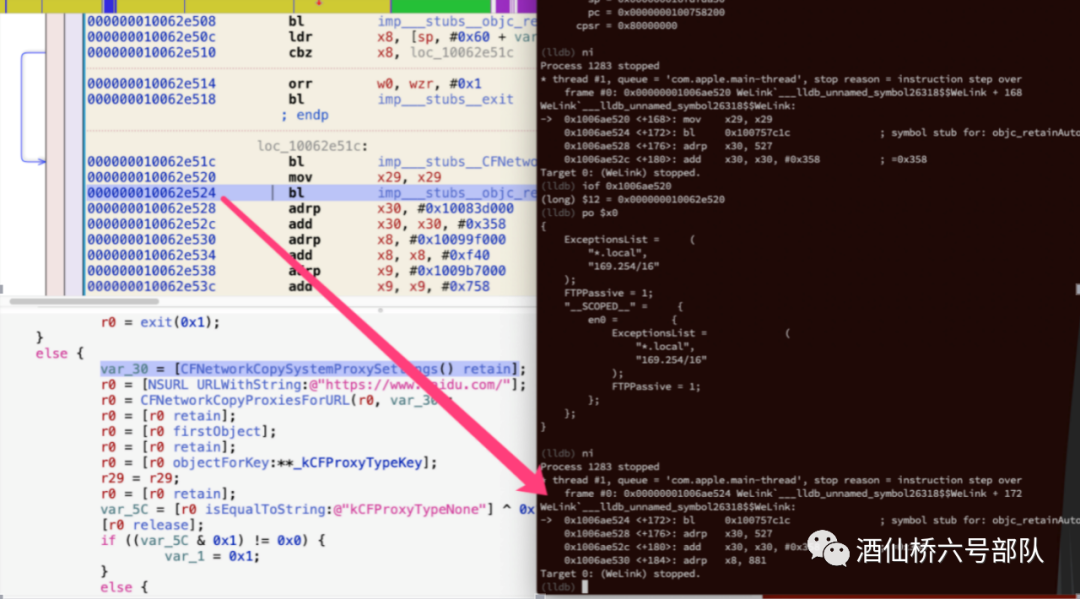 000000010062e508 bl imp___stubs__objc_re
000000010062e50c ldr x8, [sp, #0x60 + var
000000010062e510 cbz x8, loc_10062e51c
000000010062e514 orr w0, wzr, #0x1
000000010062e518 bl imp___stubs__exit
; endp
loc_10062e51c:
000000010062e51c bl imp___stubs__CFNetwo
000000010062e520 mov x29, x29
000000010062e524 bl imp___stubs__objc_re
000000010062e528 adrp x30, #0x10083d000
000000010062e52c add x30, x30, #0x358
000000010062e530 adrp x8, #0x10099f000
000000010062e534 add x8, x8, #0xf40
000000010062e538 adrp x9, #0x1009b7000
000000010062e53c add x9, x9, #0x758
r0 = exit(0x1);
}
else {
var_30 = [CFNetworkCopySystemProxySettings() retain];
r0 = [NSURL URLWithString:@"https://www.baidu.com/"];
r0 = CFNetworkCopyProxiesForURL(r0, var_30);
r0 = [r0 retain];
r0 = [r0 firstObject];
r0 = [r0 retain];
r0 = [r0 objectForKey:**_kCFProxyTypeKey];
r29 = r29;
r0 = [r0 retain];
var_5C = [r0 isEqualToString:@"kCFProxyTypeNone"] ^ 0x
[r0 release];
if ((var_5C & 0x1) != 0x0) {
var_1 = 0x1;
}
else {
pc = 0x0000000100758200
cpsr = 0x80000000
(lldb) ni
Process 1283 stopped
* thread #1, queue = 'com.apple.main-thread', stop reason = instruction step over
frame #0: 0x00000001006ae520 WeLink`___lldb_unnamed_symbol26318$$WeLink + 168
WeLink`___lldb_unnamed_symbol26318$$WeLink:
-> 0x1006ae520 <+168>: mov x29, x29
0x1006ae524 <+172>: bl 0x100757c1c ; symbol stub for: objc_retainAuto
0x1006ae528 <+176>: adrp x30, 527
0x1006ae52c <+180>: add x30, x30, #0x358 ; =0x358
Target 0: (WeLink) stopped.
(lldb) iof 0x1006ae520
(long) $12 = 0x000000010062e520
(lldb) po $x0
{
ExceptionsList = (
"*.local",
"169.254/16"
);
FTPPassive = 1;
"__SCOPED__" = {
en0 = {
ExceptionsList = (
"*.local",
"169.254/16"
);
FTPPassive = 1;
};
};
}
(lldb) ni
Process 1283 stopped
* thread #1, queue = 'com.apple.main-thread', stop reason = instruction step over
frame #0: 0x00000001006ae524 WeLink`___lldb_unnamed_symbol26318$$WeLink + 172
WeLink`___lldb_unnamed_symbol26318$$WeLink:
-> 0x1006ae524 <+172>: bl 0x100757c1c ; symbol stub for: objc_retainAuto
0x1006ae528 <+176>: adrp x30, 527
0x1006ae52c <+180>: add x30, x30, #0x3
0x1006ae530 <+184>: adrp x8, 881
Target 0: (WeLink) stopped.
(lldb)
酒仙桥六号部队